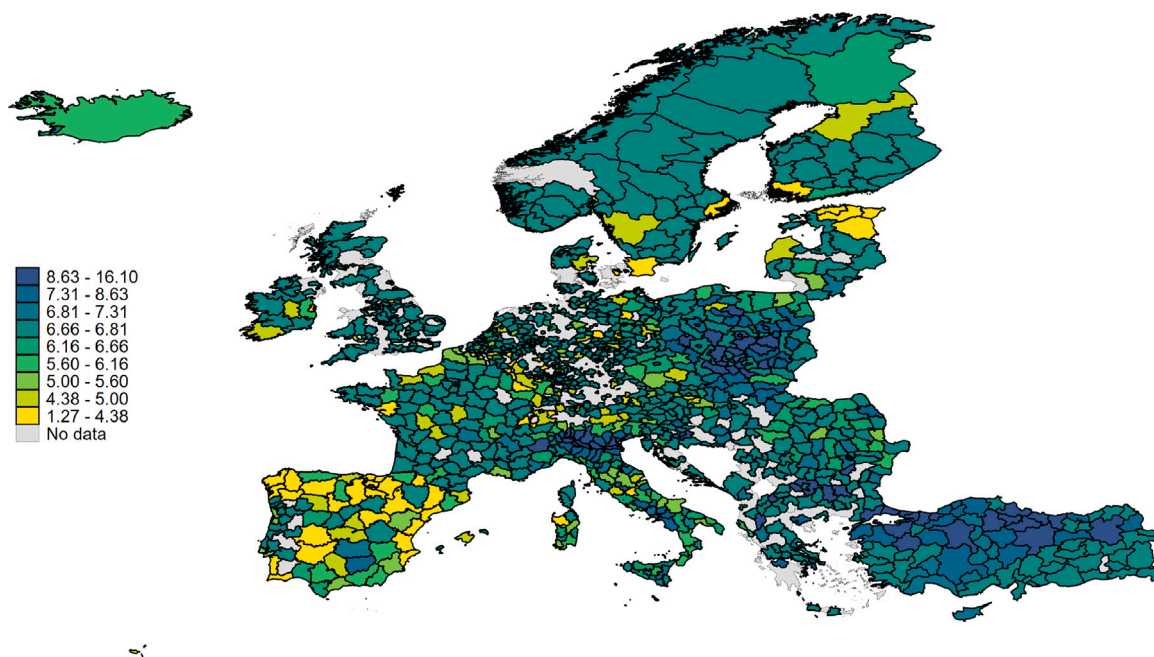 8.63 - 16.10
7.31 - 8.63
6.81 - 7.31
6.66 - 6.81
6.16 - 6.66
5.60 - 6.16
5.00 - 5.60
4.38 - 5.00
1.27 - 4.38
No data